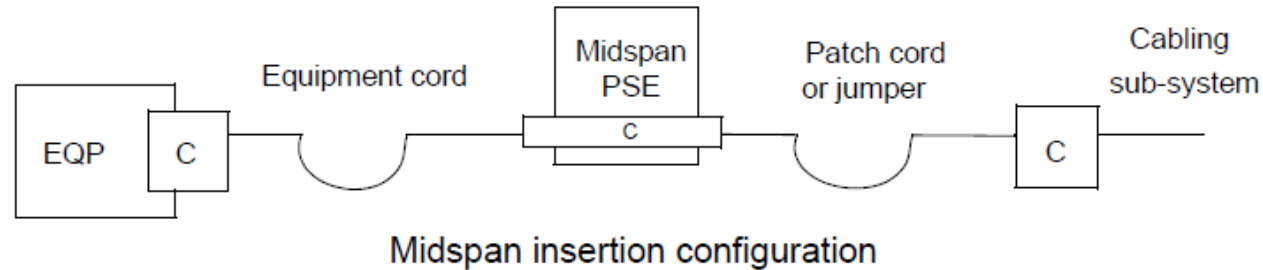 Midspan
PSE
Cabling
sub-system
Equipment cord
Patch cord
or jumper
EQP
C
C
C
Midspan insertion configuration